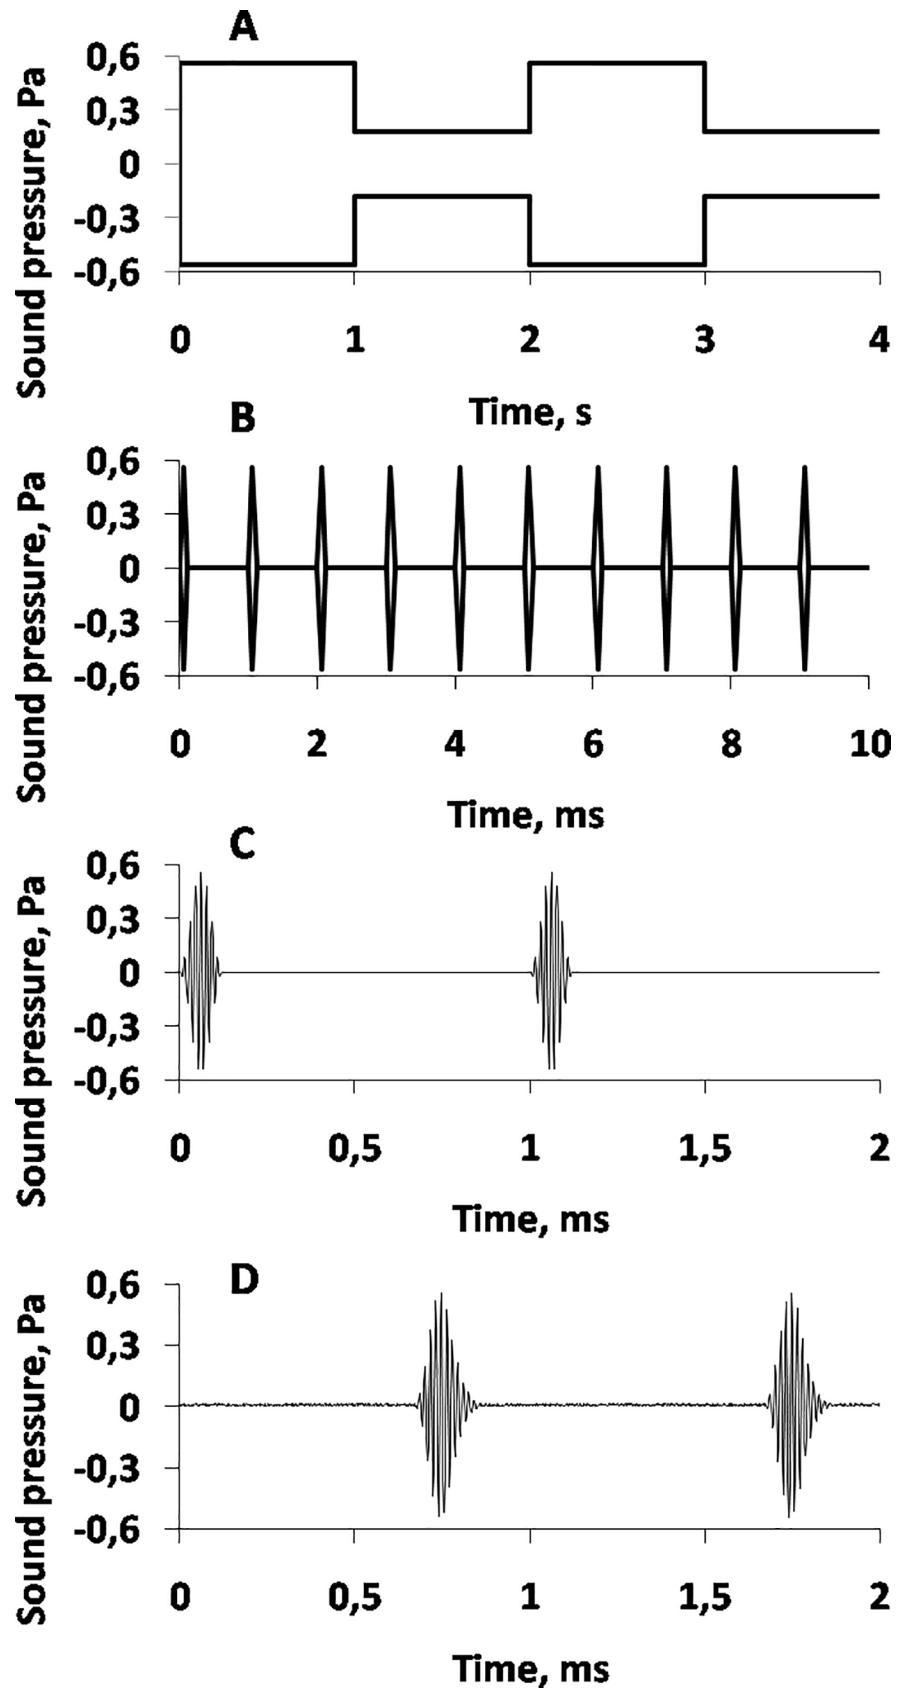 A
Sound pressure, Pa
0,6
0,3
0
-0,3
-0,6
0 1 2 3 4
Time, s
B
Sound pressure, Pa
0,6
0,3
0
-0,3
-0,6
0 2 4 6 8 10
Time, ms
C
Sound pressure, Pa
0,6
0,3
0
-0,3
-0,6
0 0,5 1 1,5 2
Time, ms
D
Sound pressure, Pa
0,6
0,3
0
-0,3
-0,6
0 0,5 1 1,5 2
Time, ms